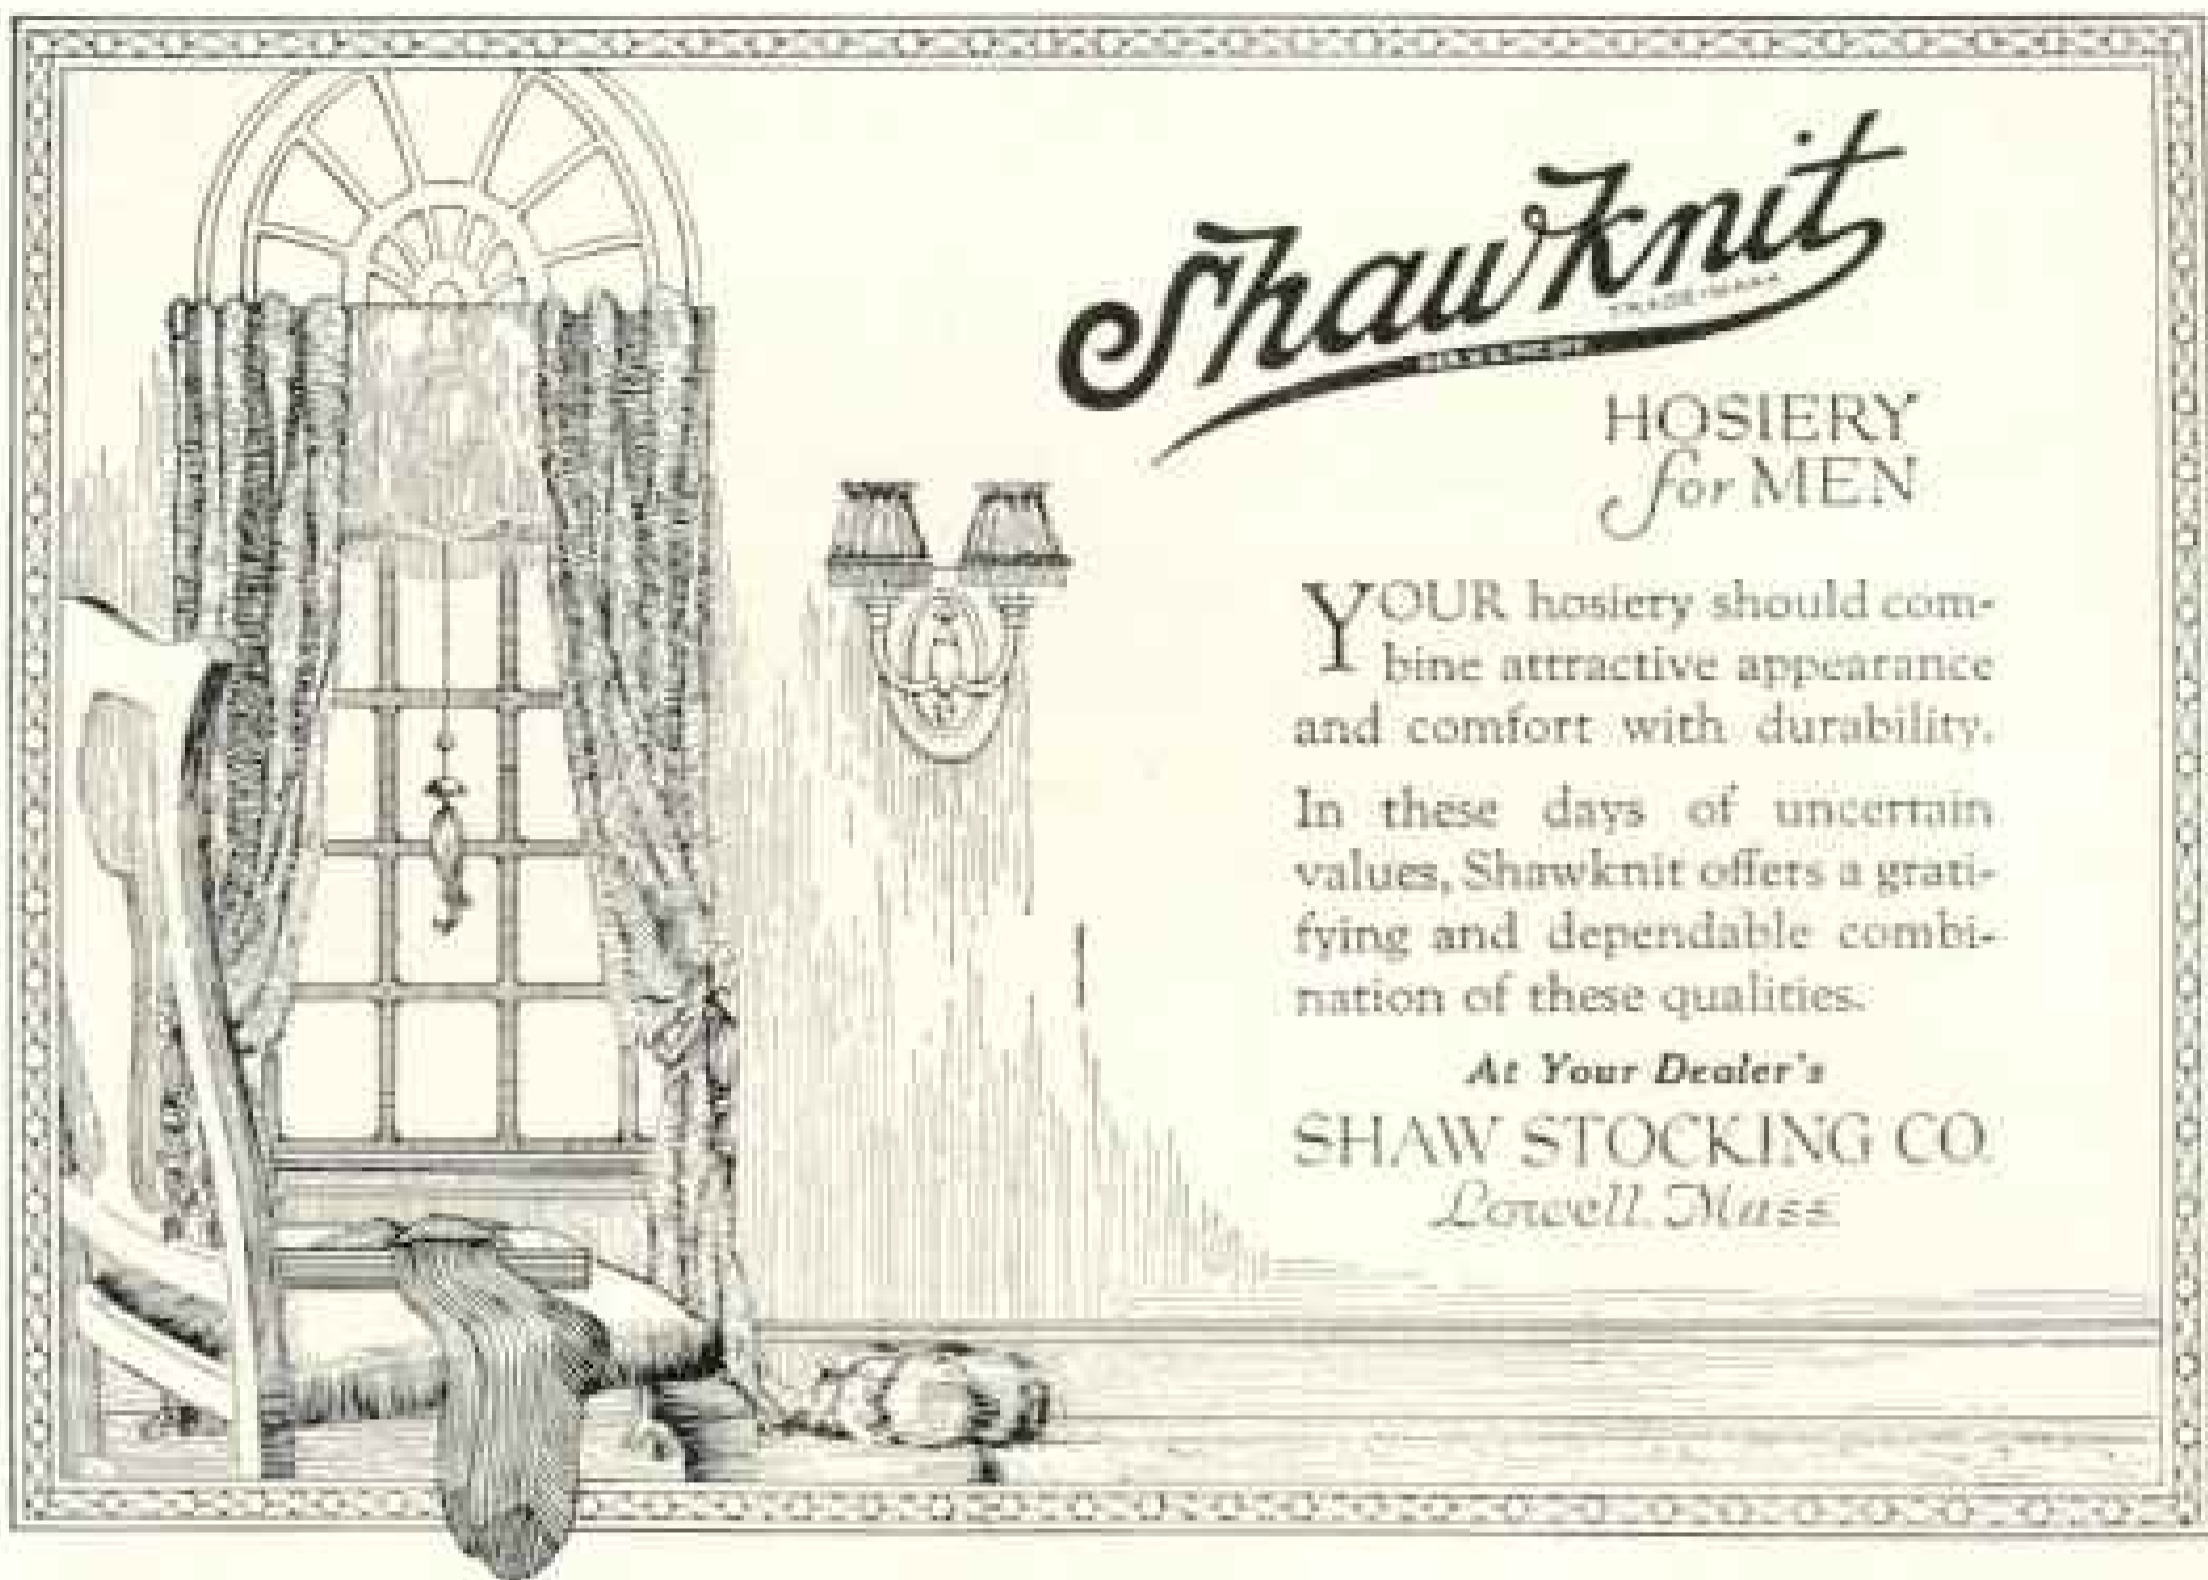 Shawknit
TRADE MARK
HOSIERY
for MEN
YOUR hosiery should com-
bine attractive appearance
and comfort with durability.
In these days of uncertain
values, Shawknit offers a grati-
fying and dependable combi-
nation of these qualities.
At Your Dealer's
SHAW STOCKING CO.
Lowell, Mass.